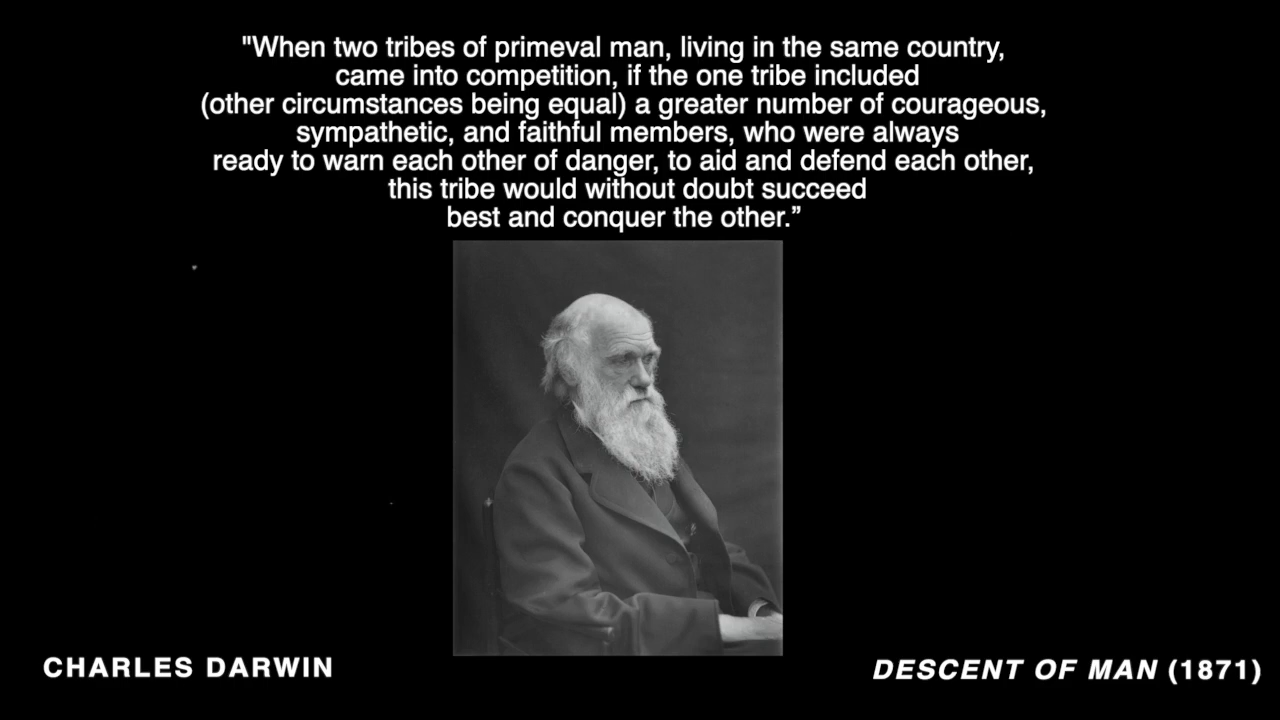 "When two tribes of primeval man, living in the same country,
came into competition, if the one tribe included
(other circumstances being equal) a greater number of courageous,
sympathetic, and faithful members, who were always
ready to warn each other of danger, to aid and defend each other,
this tribe would without doubt succeed
best and conquer the other.”
CHARLES DARWIN
DESCENT OF MAN (1871)